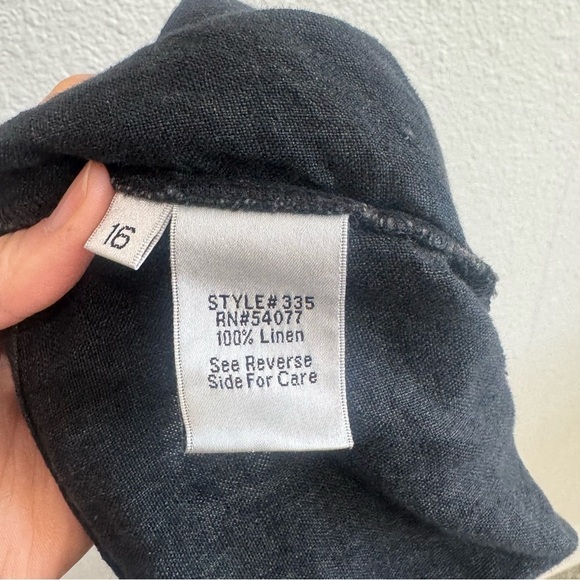 16
STYLE# 335
RN#54077
100% Linen
See Reverse
Side For Care